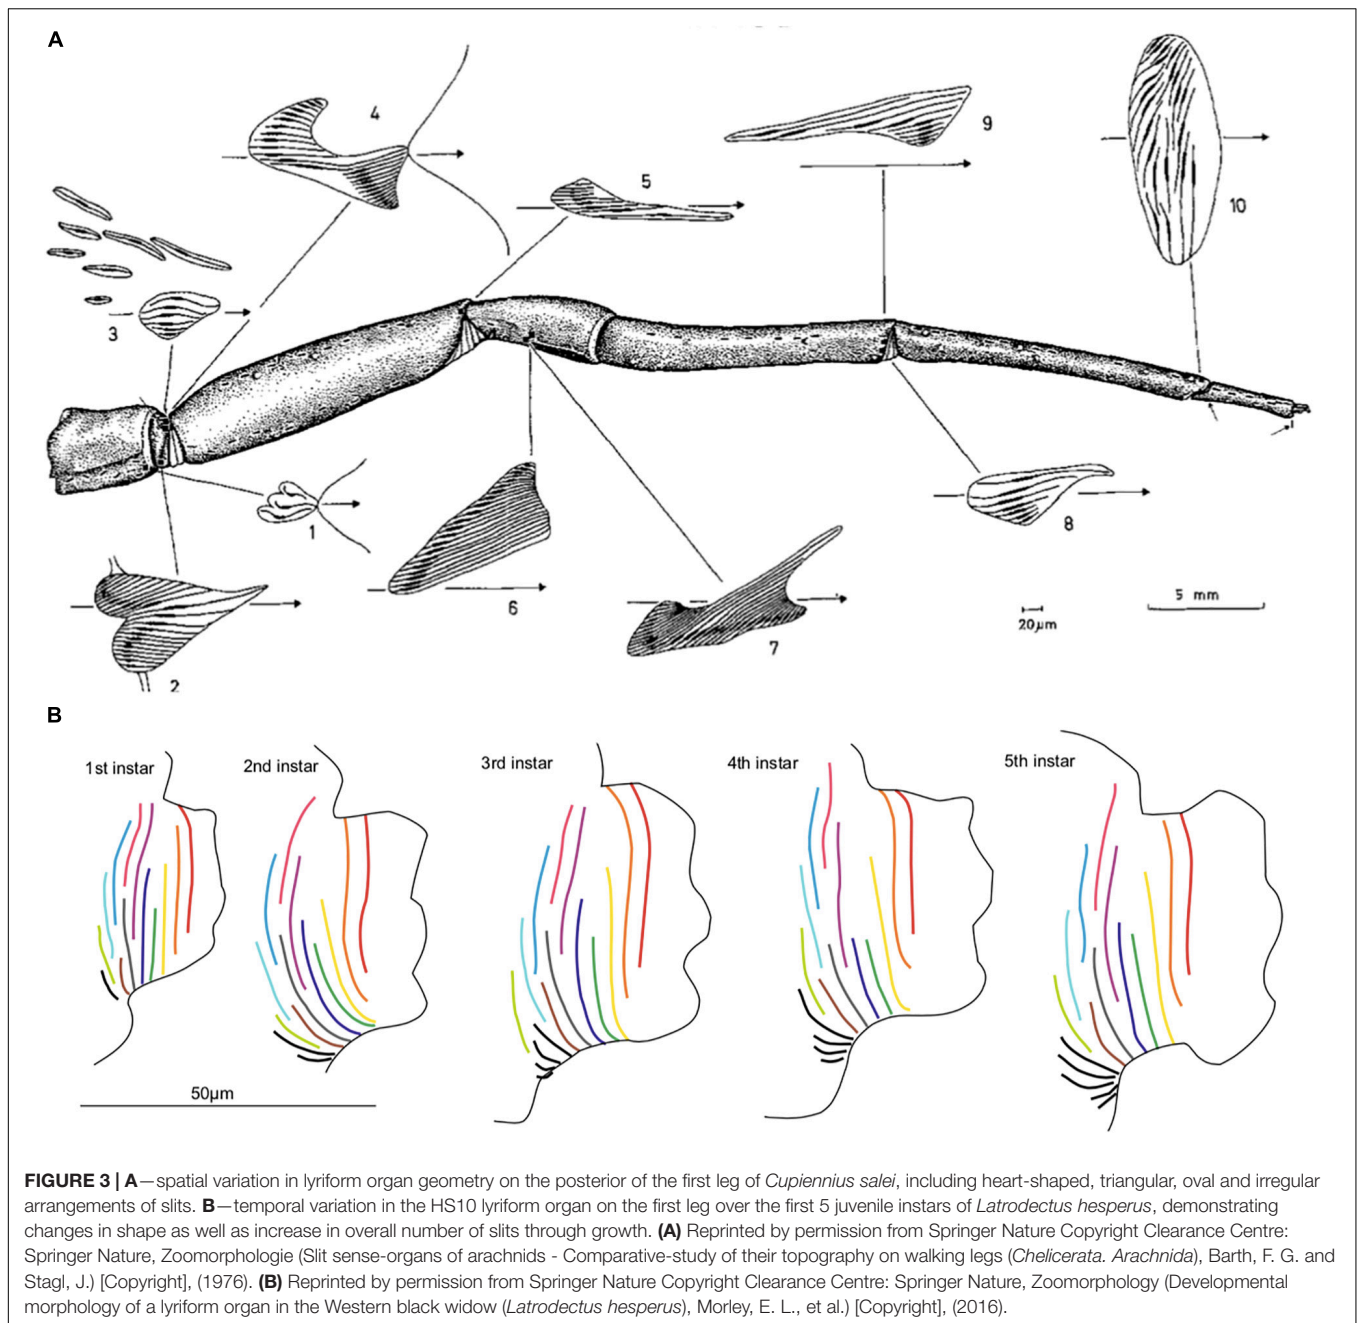 A
4
9
10
5
3
1
2
6
7
8
20µm
5 mm
B
1st instar
2nd instar
3rd instar
4th instar
5th instar
50µm
FIGURE 3 | A—spatial variation in lyriform organ geometry on the posterior of the first leg of Cupiennius salei, including heart-shaped, triangular, oval and irregular
arrangements of slits. B—temporal variation in the HS10 lyriform organ on the first leg over the first 5 juvenile instars of Latrodectus hesperus, demonstrating
changes in shape as well as increase in overall number of slits through growth. (A) Reprinted by permission from Springer Nature Copyright Clearance Centre:
Springer Nature, Zoomorphologie (Slit sense-organs of arachnids - Comparative-study of their topography on walking legs (Chelicerata. Arachnida), Barth, F. G. and
Stagl, J.) [Copyright], (1976). (B) Reprinted by permission from Springer Nature Copyright Clearance Centre: Springer Nature, Zoomorphology (Developmental
morphology of a lyriform organ in the Western black widow (Latrodectus hesperus), Morley, E. L., et al.) [Copyright], (2016).